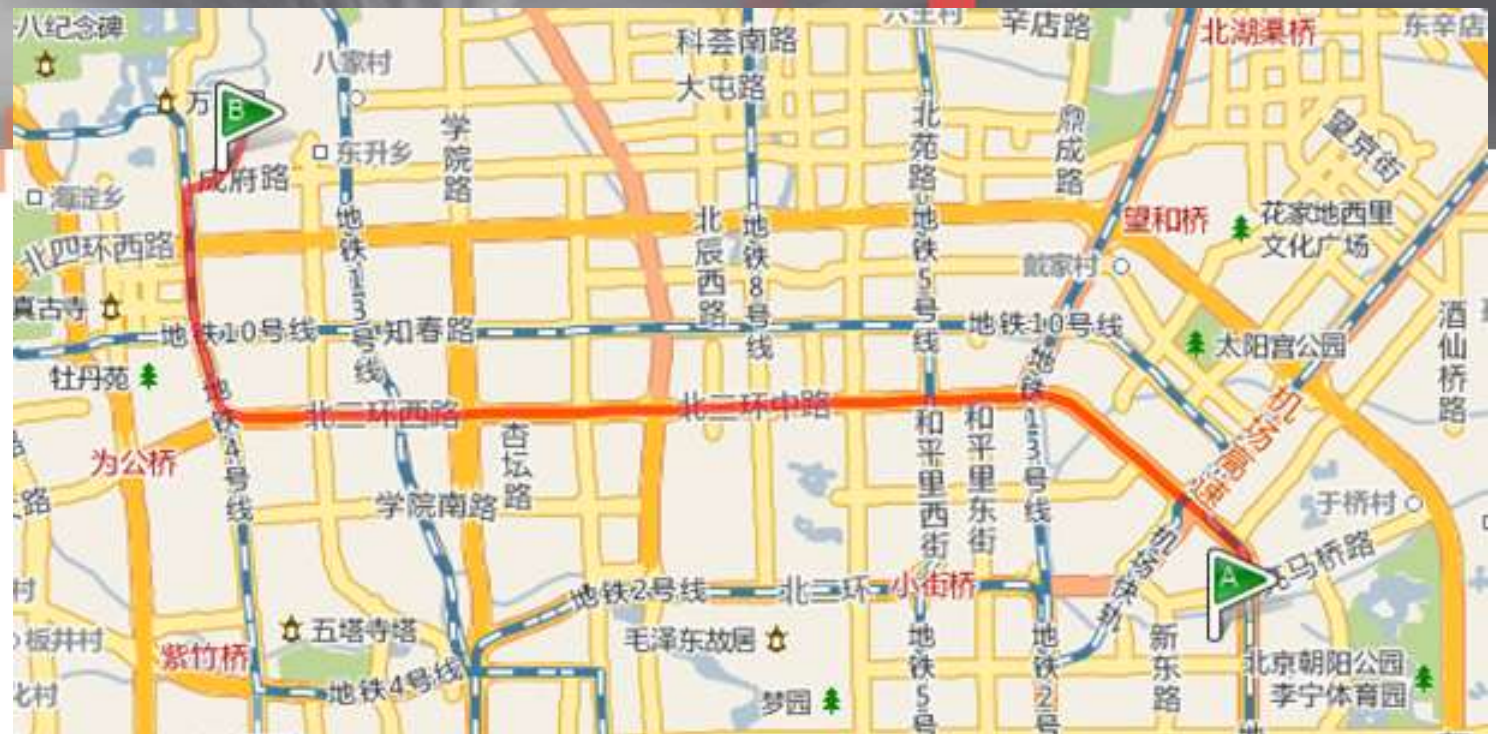 八纪念碑
八家村
科荟南路
大屯路
辛店路
北湖渠桥
东辛店
万
B
东升乡
学院路
北苑路
鼎成路
望京街
海淀乡
成府路
北四环西路
地铁13号线
北辰西路
地铁8号线
地铁5号线
望和桥
花家地西里
文化广场
戴家村
真古寺
地铁10号线
知春路
地铁10号线
太阳宫公园
酒仙桥路
牡丹苑
地铁4号线
北三环西路
北三环中路
地铁13号线
机场高速
为公桥
杏坛路
和平里西街
和平里东街
学院南路
于桥村
机场快轨
A
马桥路
地铁2号线
北二环
小街桥
村
板井村
五塔寺塔
毛泽东故居
紫竹桥
地铁4号线
化村
梦园
地铁5号
地铁2号
新东路
北京朝阳公园
李宁体育园